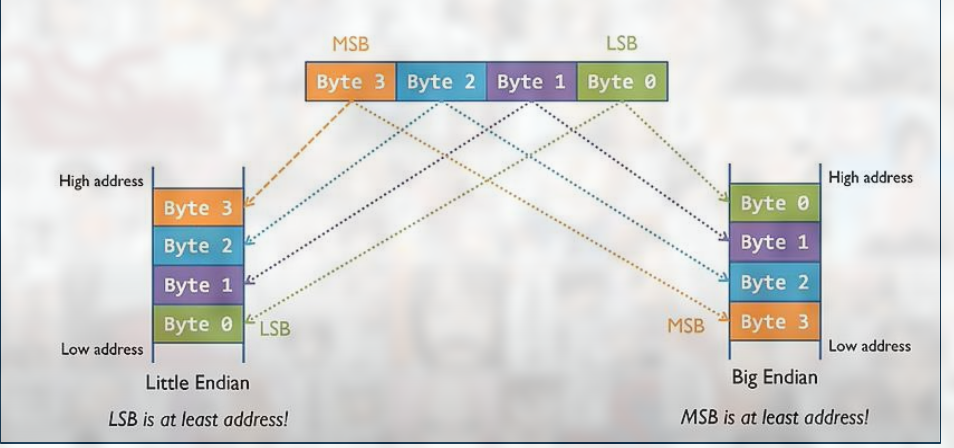 MSB LSB
Byte 3 Byte 2 Byte 1 Byte 0
High address
Byte 3
Byte 2
Byte 1
Byte 0 LSB
Low address
Little Endian
LSB is at least address!
High address
Byte 0
Byte 1
Byte 2
MSB Byte 3
Low address
Big Endian
MSB is at least address!